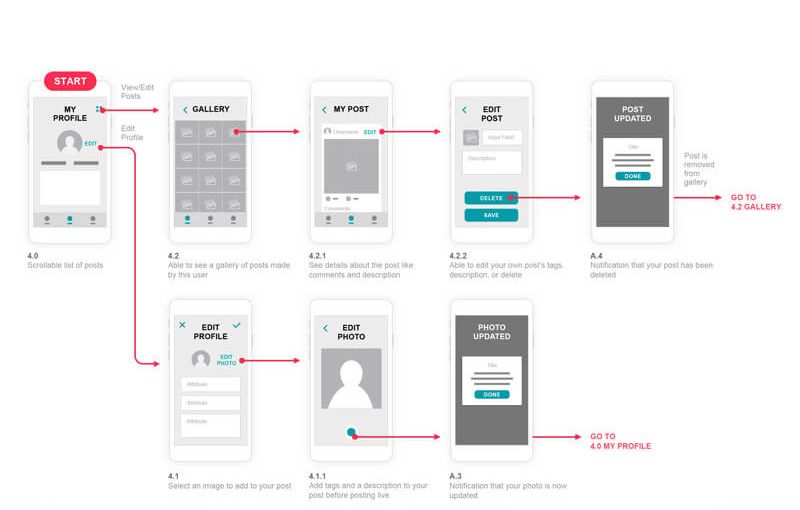 START
View/Edit
Posts
MY
PROFILE
Edit
Profile
EDIT
GALLERY
MY POST
Username
EDIT
Comments
EDIT
POST
Input Field
Description
DELETE
SAVE
POST
UPDATED
Title
DONE
Post is
removed
from
gallery
GO TO
4.2 GALLERY
4.0
Scrollable list of posts
4.2
Able to see a gallery of posts made
by this user
4.2.1
See details about the post like
comments and description
4.2.2
Able to edit your own post's tags,
description, or delete
A.4
Notification that your post has been
deleted
EDIT
PROFILE
EDIT
PHOTO
Attribute
Attribute
Attribute
EDIT
PHOTO
PHOTO
UPDATED
Title
DONE
GO TO
4.0 MY PROFILE
4.1
Select an image to add to your post
4.1.1
Add tags and a description to your
post before posting live
A.3
Notification that your photo is now
updated